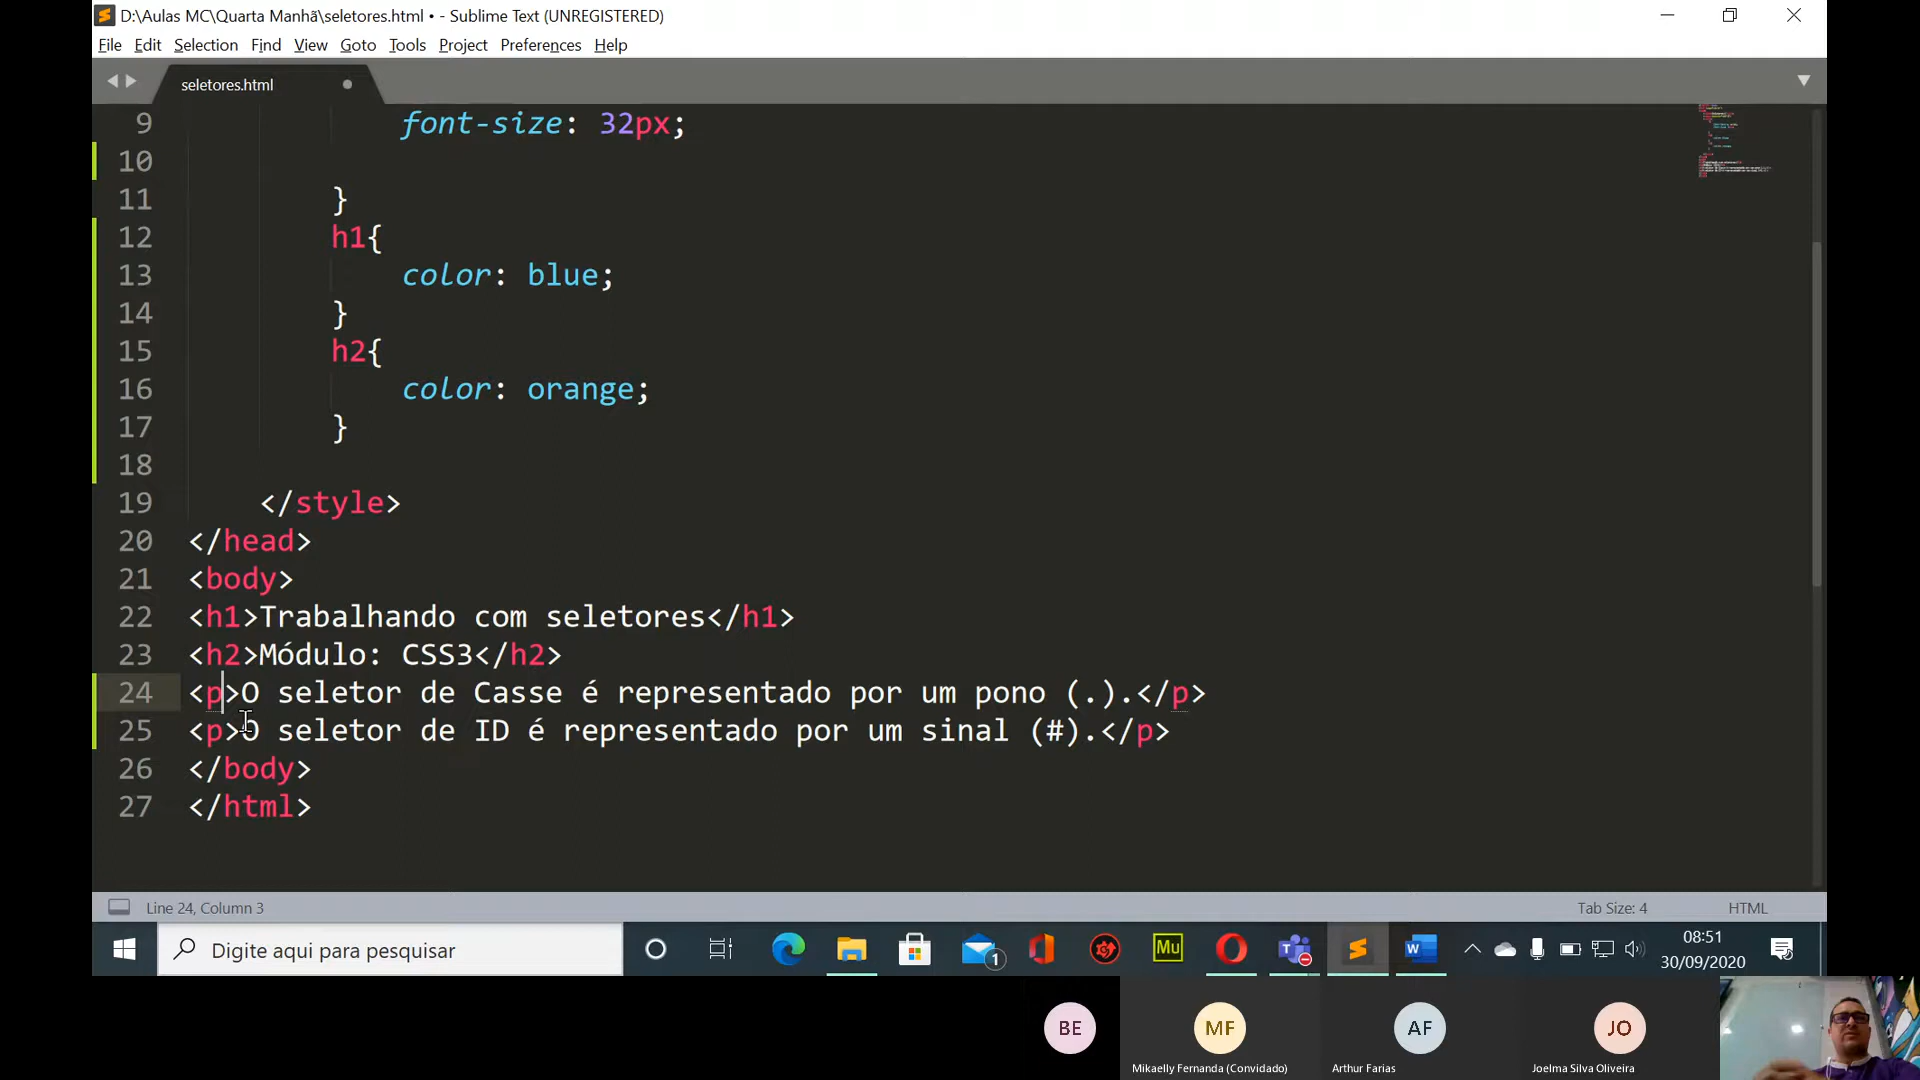 D:\Aulas MC\Quarta Manhã\seletores.html • - Sublime Text (UNREGISTERED)
File Edit Selection Find View Goto Tools Project Preferences Help
seletores.html
9 font-size: 32px;
10
11 }
12 h1{
13 color: blue;
14 }
15 h2{
16 color: orange;
17 }
18
19 </style>
20 </head>
21 <body>
22 <h1>Trabalhando com seletores</h1>
23 <h2>Módulo: CSS3</h2>
24 <p>O seletor de Casse é representado por um pono (.).</p>
25 <p>O seletor de ID é representado por um sinal (#).</p>
26 </body>
27 </html>
Line 24, Column 3 Tab Size: 4 HTML
Digite aqui para pesquisar 1 Mu 08:51
30/09/2020
BE MF AF JO
Mikaelly Fernanda (Convidado) Arthur Farias Joelma Silva Oliveira